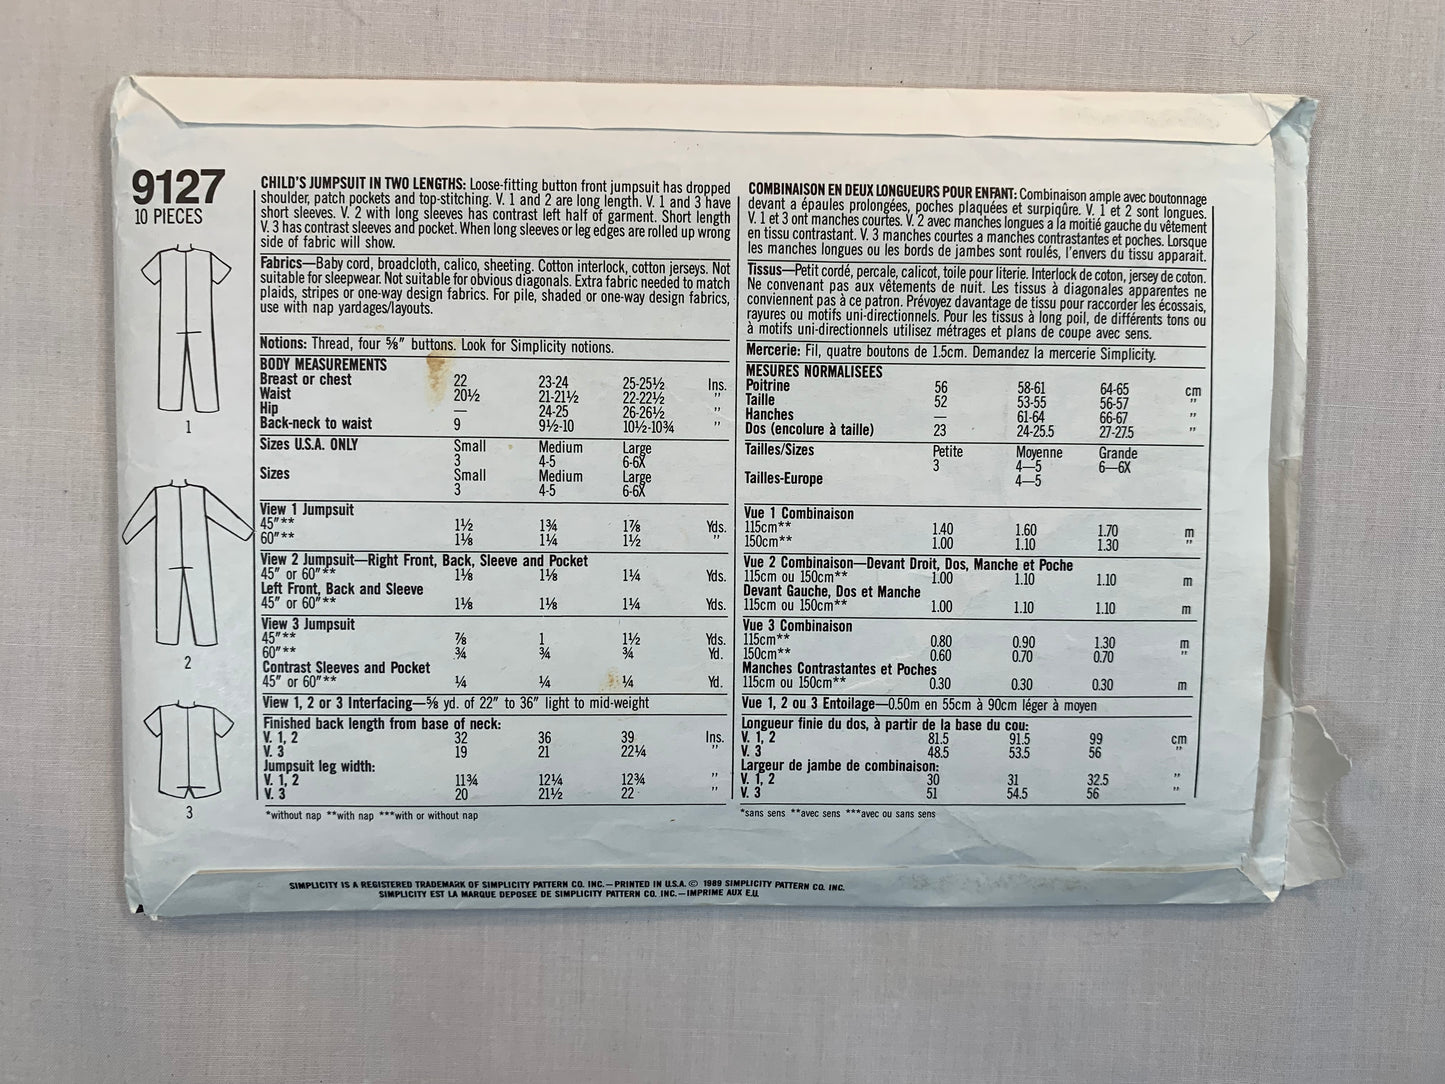 9127
10 PIECES
1
2
3
CHILD'S JUMPSUIT IN TWO LENGTHS: Loose-fitting button front jumpsuit has dropped
shoulder, patch pockets and top-stitching. V. 1 and 2 are long length. V. 1 and 3 have
short sleeves. V. 2 with long sleeves has contrast left half of garment. Short length
V. 3 has contrast sleeves and pocket. When long sleeves or leg edges are rolled up wrong
side of fabric will show.
Fabrics—Baby cord, broadcloth, calico, sheeting. Cotton interlock, cotton jerseys. Not
suitable for sleepwear. Not suitable for obvious diagonals. Extra fabric needed to match
plaids, stripes or one-way design fabrics. For pile, shaded or one-way design fabrics,
use with nap yardages/layouts.
Notions: Thread, four ⅝" buttons. Look for Simplicity notions.
BODY MEASUREMENTS
Breast or chest 22 23-24 25-25½ Ins.
Waist 20½ 21-21½ 22-22½ "
Hip — 24-25 26-26½ "
Back-neck to waist 9 9½-10 10½-10¾ "
Sizes U.S.A. ONLY Small Medium Large
3 4-5 6-6X
Sizes Small Medium Large
3 4-5 6-6X
View 1 Jumpsuit
45"** 1½ 1¾ 1⅞ Yds.
60"** 1⅛ 1¼ 1½ "
View 2 Jumpsuit—Right Front, Back, Sleeve and Pocket
45" or 60"** 1⅛ 1⅛ 1¼ Yds.
Left Front, Back and Sleeve
45" or 60"** 1⅛ 1⅛ 1¼ Yds.
View 3 Jumpsuit
45"** ⅞ 1 1½ Yds.
60"** ¾ ¾ ¾ Yd.
Contrast Sleeves and Pocket
45" or 60"** ¼ ¼ ¼ Yd.
View 1, 2 or 3 Interfacing—⅝ yd. of 22" to 36" light to mid-weight
Finished back length from base of neck:
V. 1, 2 32 36 39 Ins.
V. 3 19 21 22¼ "
Jumpsuit leg width:
V. 1, 2 11¾ 12¼ 12¾ "
V. 3 20 21½ 22 "
*without nap **with nap ***with or without nap
COMBINAISON EN DEUX LONGUEURS POUR ENFANT: Combinaison ample avec boutonnage
devant a épaules prolongées, poches plaquées et surpiqûre. V. 1 et 2 sont longues.
V. 1 et 3 ont manches courtes. V. 2 avec manches longues a la moitié gauche du vêtement
en tissu contrastant. V. 3 manches courtes a manches contrastantes et poches. Lorsque
les manches longues ou les bords de jambes sont roulés, l'envers du tissu apparait.
Tissus—Petit cordé, percale, calicot, toile pour literie. Interlock de coton, jersey de coton.
Ne convenant pas aux vêtements de nuit. Les tissus à diagonales apparentes ne
conviennent pas à ce patron. Prévoyez davantage de tissu pour raccorder les écossais,
rayures ou motifs uni-directionnels. Pour les tissus à long poil, de différents tons ou
à motifs uni-directionnels utilisez métrages et plans de coupe avec sens.
Mercerie: Fil, quatre boutons de 1.5cm. Demandez la mercerie Simplicity.
MESURES NORMALISEES
Poitrine 56 58-61 64-65 cm
Taille 52 53-55 56-57 "
Hanches — 61-64 66-67 "
Dos (encolure à taille) 23 24-25.5 27-27.5 "
Tailles/Sizes Petite Moyenne Grande
3 4—5 6—6X
Tailles-Europe 4—5
Vue 1 Combinaison
115cm** 1.40 1.60 1.70 m
150cm** 1.00 1.10 1.30 "
Vue 2 Combinaison—Devant Droit, Dos, Manche et Poche
115cm ou 150cm** 1.00 1.10 1.10 m
Devant Gauche, Dos et Manche
115cm ou 150cm** 1.00 1.10 1.10 m
Vue 3 Combinaison
115cm** 0.80 0.90 1.30 m
150cm** 0.60 0.70 0.70 "
Manches Contrastantes et Poches
115cm ou 150cm** 0.30 0.30 0.30 m
Vue 1, 2 ou 3 Entoilage—0.50m en 55cm à 90cm léger à moyen
Longueur finie du dos, à partir de la base du cou:
V. 1, 2 81.5 91.5 99 cm
V. 3 48.5 53.5 56 "
Largeur de jambe de combinaison:
V. 1, 2 30 31 32.5 "
V. 3 51 54.5 56 "
*sans sens **avec sens ***avec ou sans sens
SIMPLICITY IS A REGISTERED TRADEMARK OF SIMPLICITY PATTERN CO. INC.—PRINTED IN U.S.A. © 1989 SIMPLICITY PATTERN CO. INC.
SIMPLICITY EST LA MARQUE DEPOSEE DE SIMPLICITY PATTERN CO. INC.—IMPRIME AUX E.U.